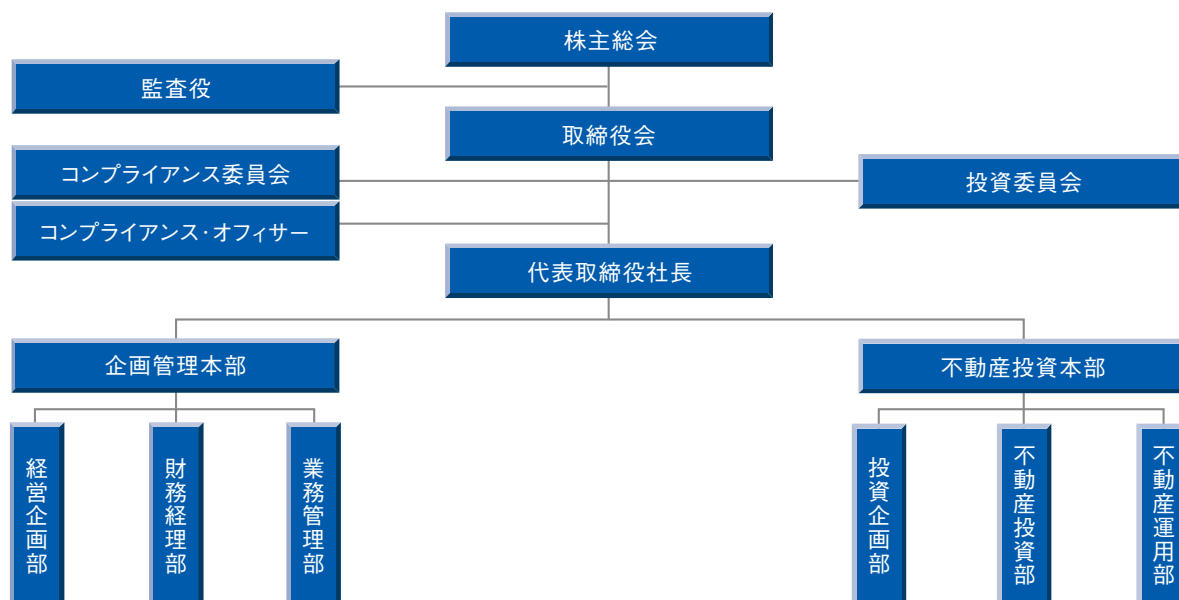 株主総会
監査役
取締役会
コンプライアンス委員会
投資委員会
コンプライアンス・オフィサー
代表取締役社長
企画管理本部
不動産投資本部
経営企画部
財務経理部
業務管理部
投資企画部
不動産投資部
不動産運用部